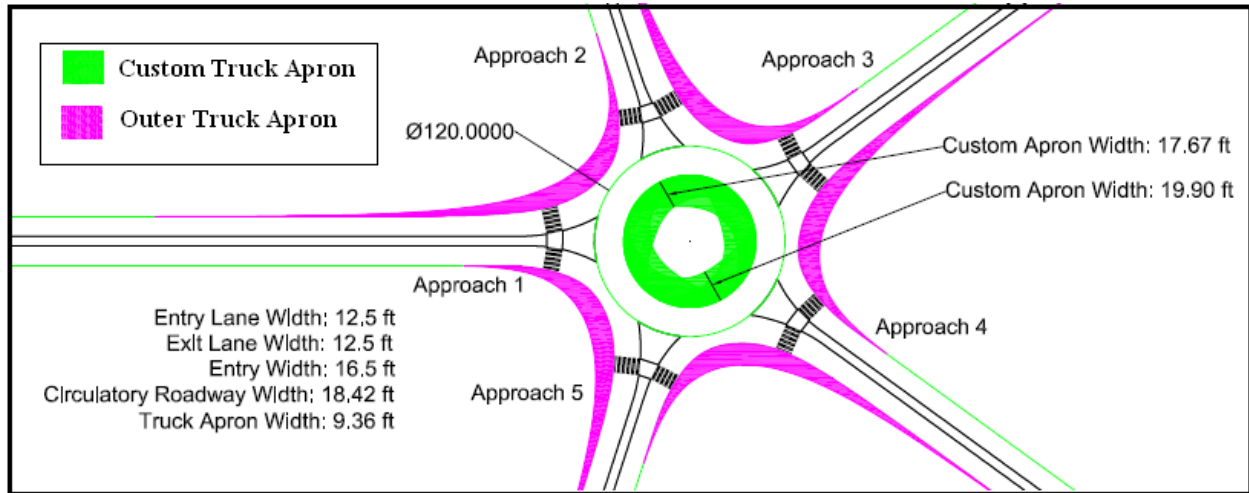 Custom Truck Apron
Outer Truck Apron
Approach 2
Approach 3
Ø120.0000
Custom Apron Width: 17.67 ft
Custom Apron Width: 19.90 ft
Approach 1
Entry Lane Width: 12.5 ft
Exit Lane Width: 12.5 ft
Entry Width: 16.5 ft
Circulatory Roadway Width: 18.42 ft
Truck Apron Width: 9.36 ft
Approach 4
Approach 5